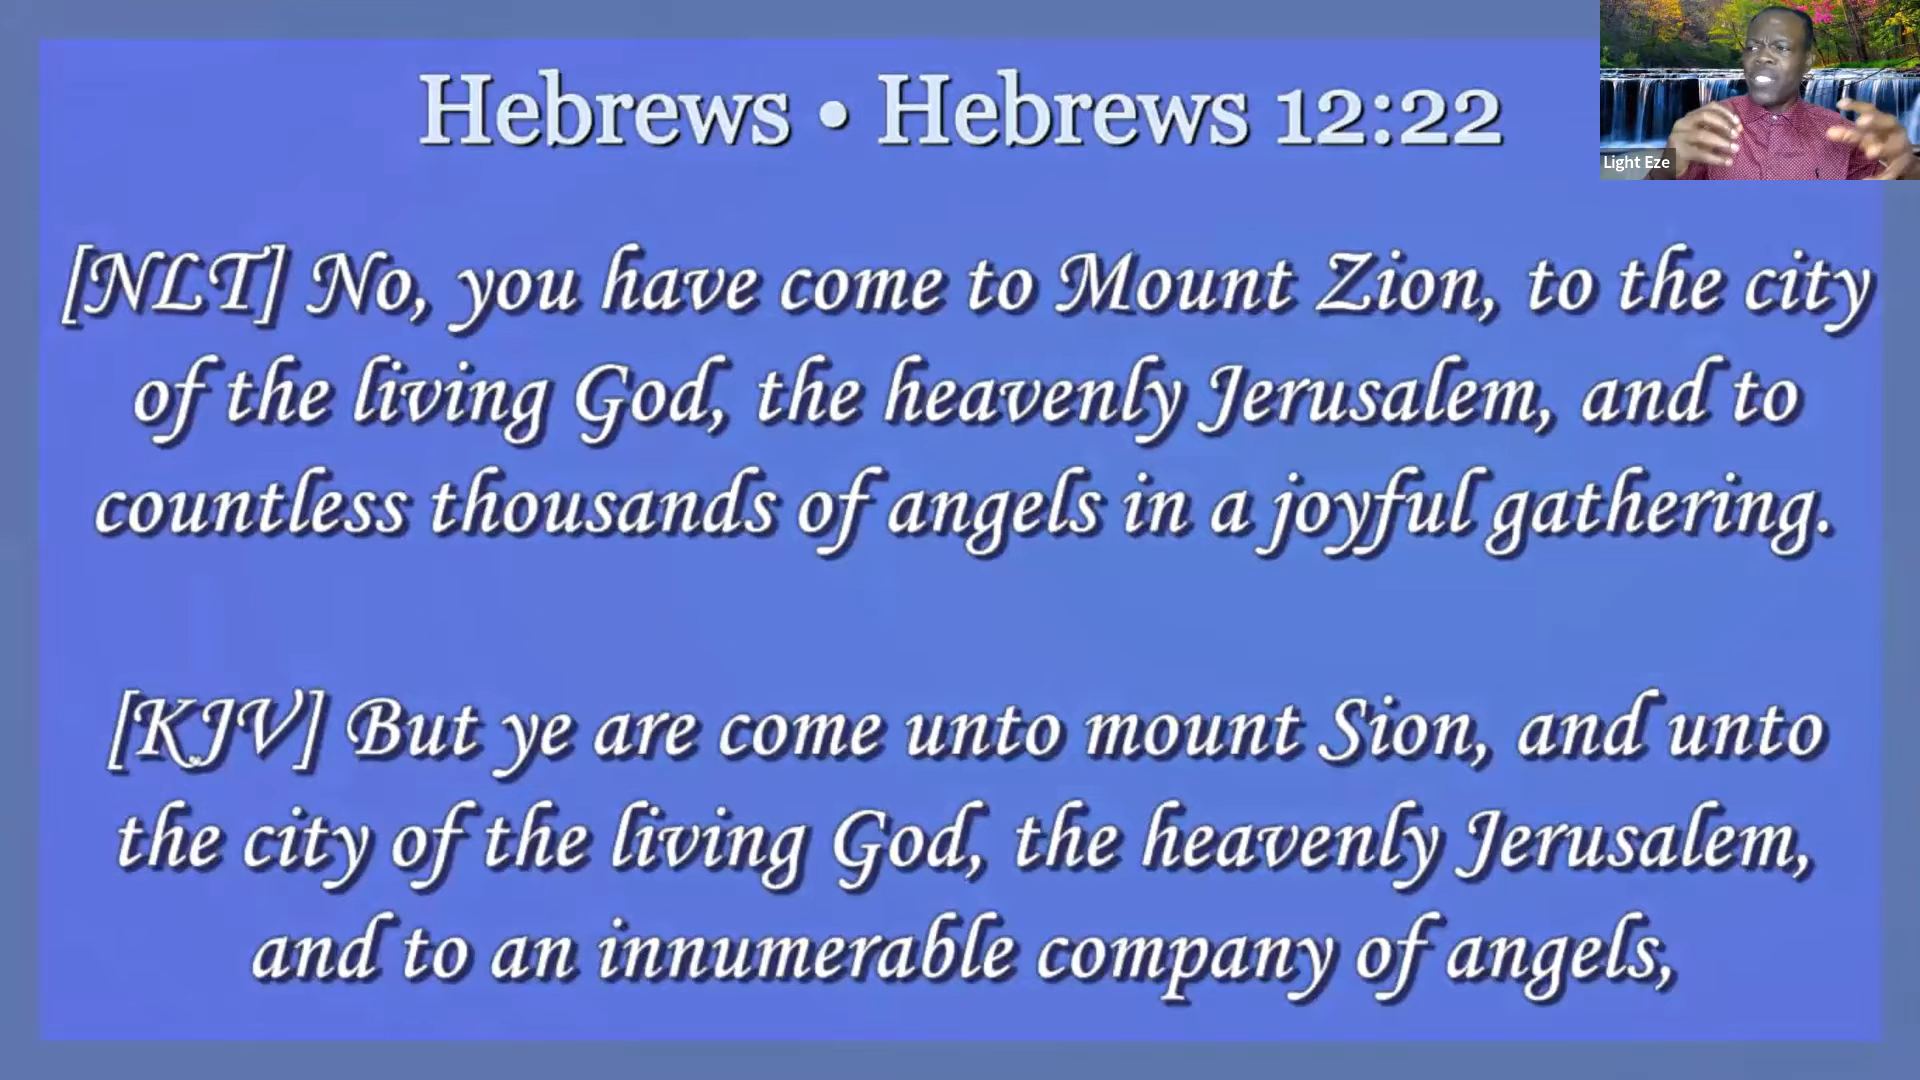 Hebrews • Hebrews 12:22
Light Eze
[NLT] No, you have come to Mount Zion, to the city
of the living God, the heavenly Jerusalem, and to
countless thousands of angels in a joyful gathering.
[KJV] But ye are come unto mount Sion, and unto
the city of the living God, the heavenly Jerusalem,
and to an innumerable company of angels,